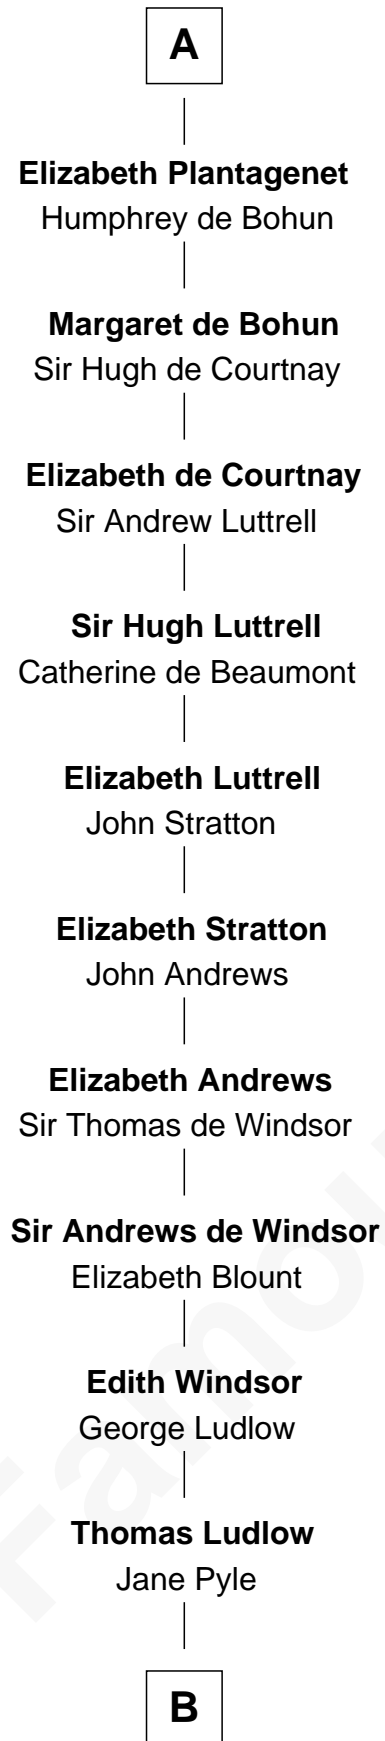 A
Elizabeth Plantagenet
Humphrey de Bohun
Margaret de Bohun
Sir Hugh de Courtnay
Elizabeth de Courtnay
Sir Andrew Luttrell
Sir Hugh Luttrell
Catherine de Beaumont
Elizabeth Luttrell
John Stratton
Elizabeth Stratton
John Andrews
Elizabeth Andrews
Sir Thomas de Windsor
Sir Andrews de Windsor
Elizabeth Blount
Edith Windsor
George Ludlow
Thomas Ludlow
Jane Pyle
B